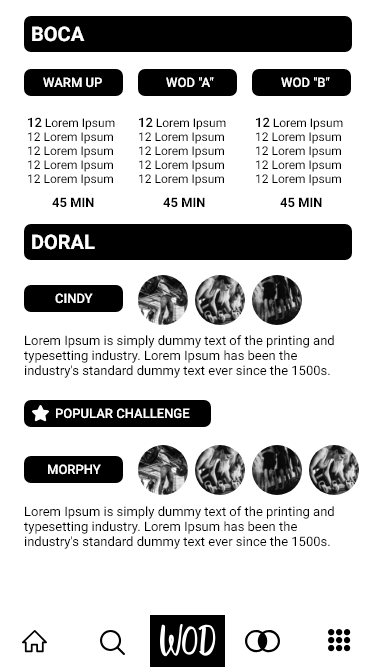 BOCA
WARM UP
WOD "A"
WOD "B"
12 Lorem Ipsum
12 Lorem Ipsum
12 Lorem Ipsum
12 Lorem Ipsum
12 Lorem Ipsum
45 MIN
12 Lorem Ipsum
12 Lorem Ipsum
12 Lorem Ipsum
12 Lorem Ipsum
12 Lorem Ipsum
45 MIN
12 Lorem Ipsum
12 Lorem Ipsum
12 Lorem Ipsum
12 Lorem Ipsum
12 Lorem Ipsum
45 MIN
DORAL
CINDY
Lorem Ipsum is simply dummy text of the printing and
typesetting industry. Lorem Ipsum has been the
industry's standard dummy text ever since the 1500s.
POPULAR CHALLENGE
MORPHY
Lorem Ipsum is simply dummy text of the printing and
typesetting industry. Lorem Ipsum has been the
industry's standard dummy text ever since the 1500s.
WOD